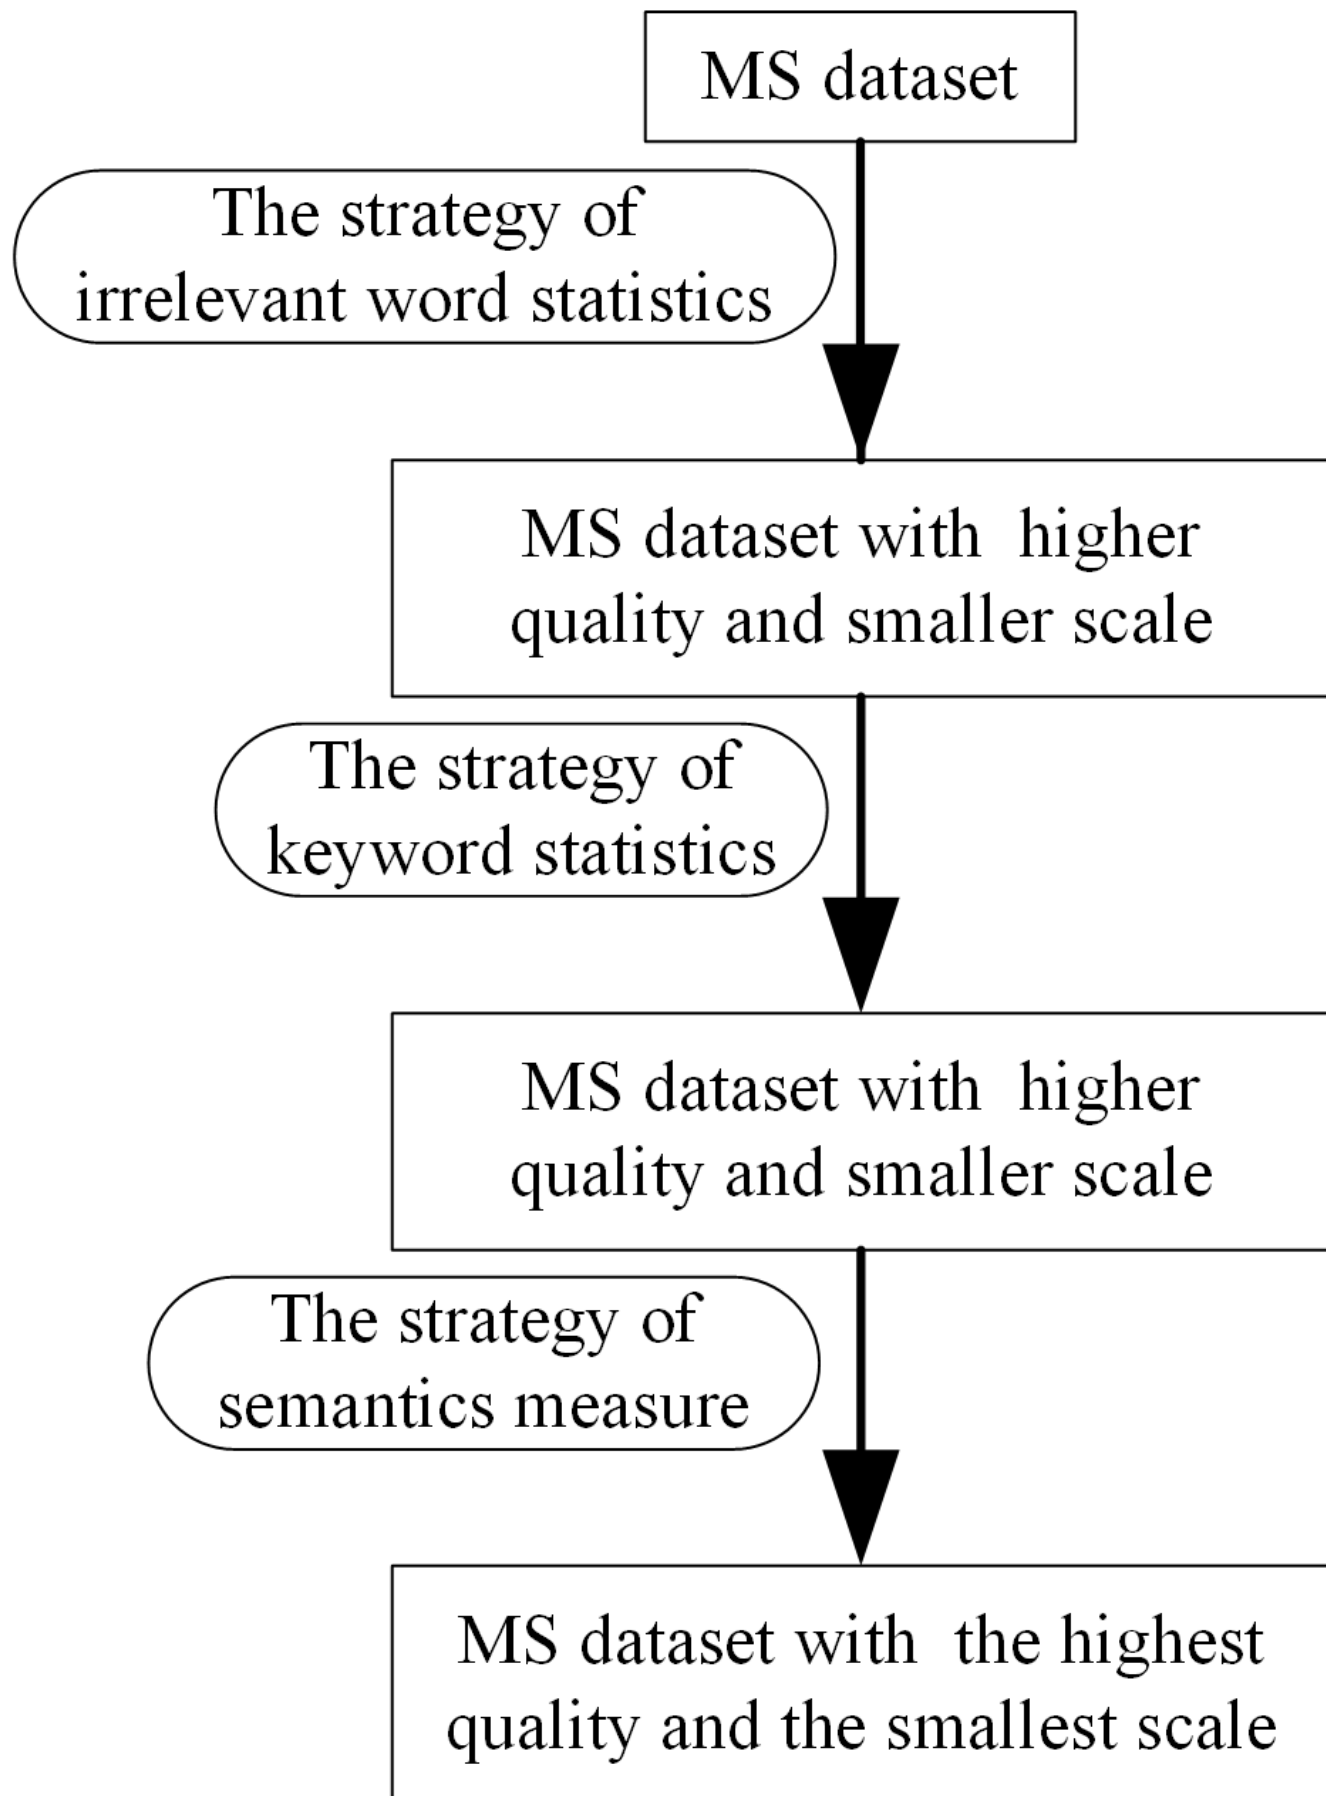 MS dataset
The strategy of
irrelevant word statistics
MS dataset with higher
quality and smaller scale
The strategy of
keyword statistics
MS dataset with higher
quality and smaller scale
The strategy of
semantics measure
MS dataset with the highest
quality and the smallest scale